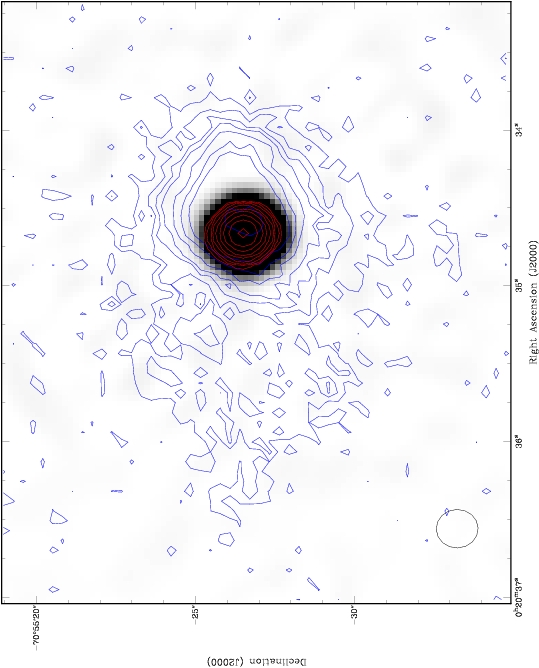 34ˢ
35ˢ
36ˢ
0ʰ20ᵐ37ˢ
Right Ascension (J2000)
-70°55'20"
-25"
-30"
Declination (J2000)